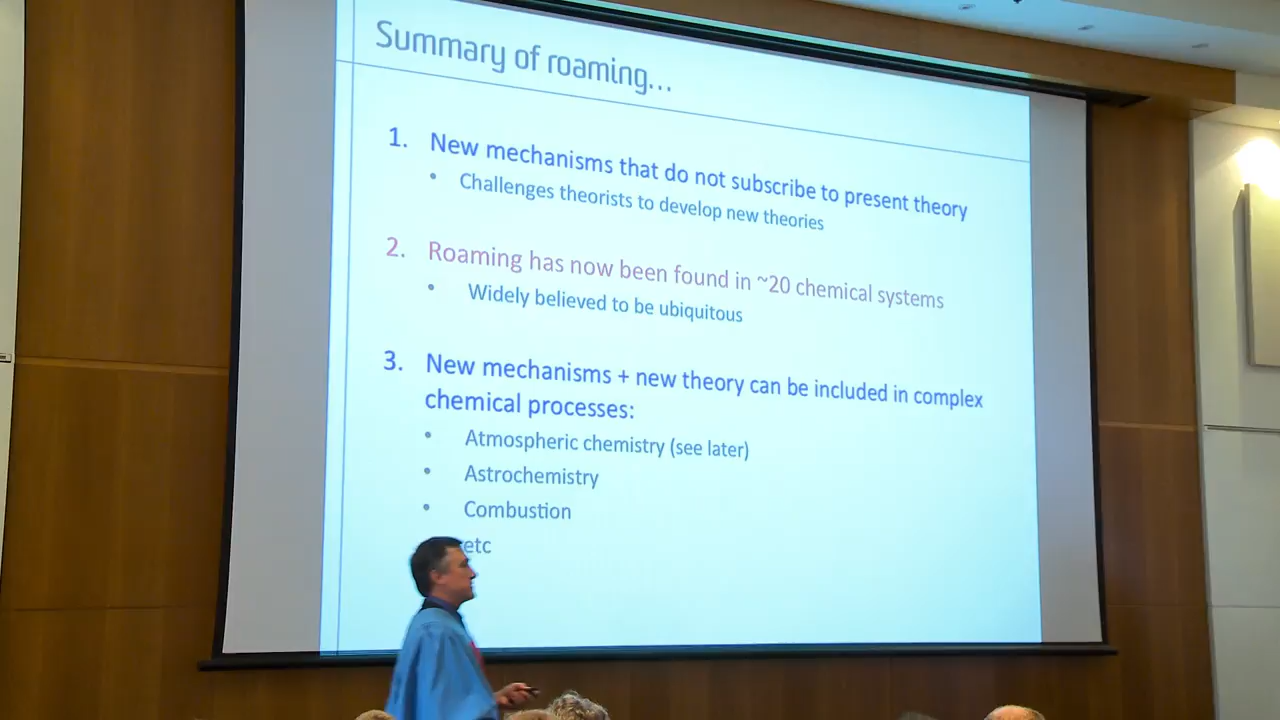 Summary of roaming...
1. New mechanisms that do not subscribe to present theory
• Challenges theorists to develop new theories
2. Roaming has now been found in ~20 chemical systems
• Widely believed to be ubiquitous
3. New mechanisms + new theory can be included in complex
chemical processes:
• Atmospheric chemistry (see later)
• Astrochemistry
• Combustion
etc